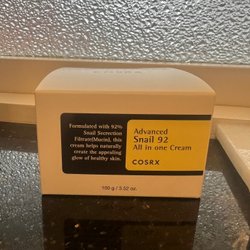 Formulated with 92%
Snail Secrection
Filtrate(Mucin), this
cream helps naturally
create the appealing
glow of healthy skin.
Advanced
Snail 92
All in one Cream
COSRX
100 g / 3.52 oz.